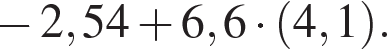 − 2,54 + 6,6 · (4,1).